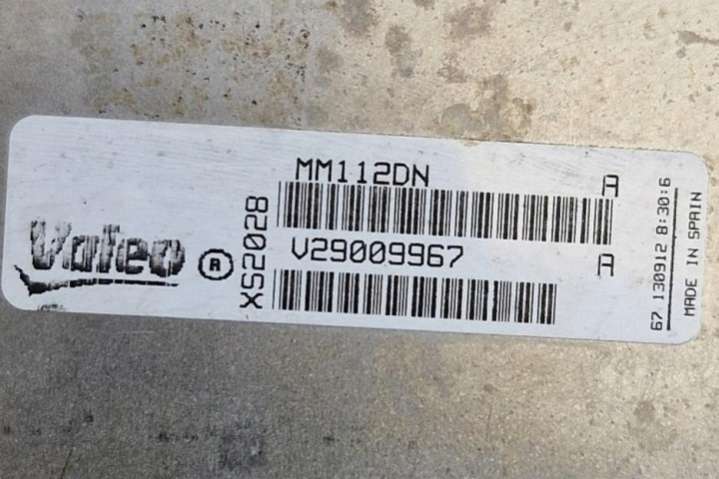 Valeo
®
XS2028
MM112DN A
V29009967 A
67 130912 8:30:6
MADE IN SPAIN